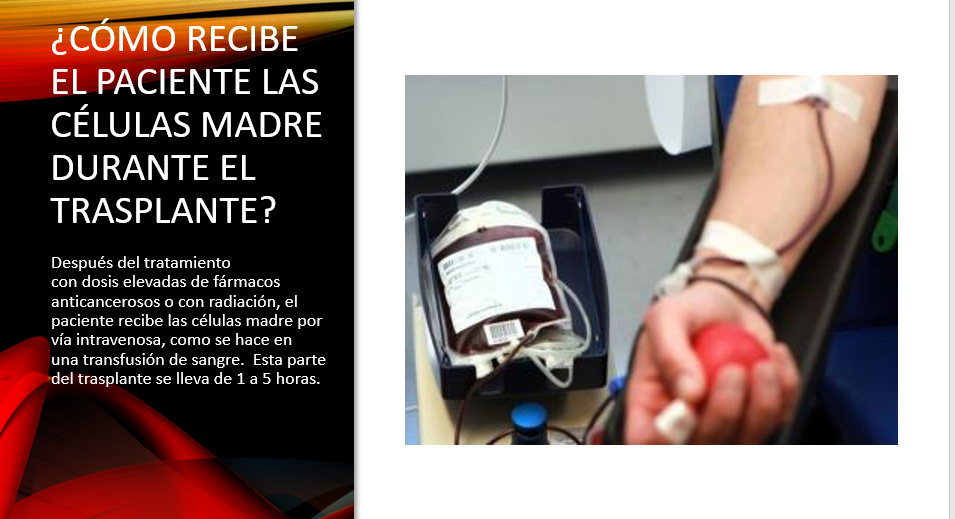 ¿CÓMO RECIBE
EL PACIENTE LAS
CÉLULAS MADRE
DURANTE EL
TRASPLANTE?
Después del tratamiento
con dosis elevadas de fármacos
anticancerosos o con radiación, el
paciente recibe las células madre por
vía intravenosa, como se hace en
una transfusión de sangre. Esta parte
del trasplante se lleva de 1 a 5 horas.